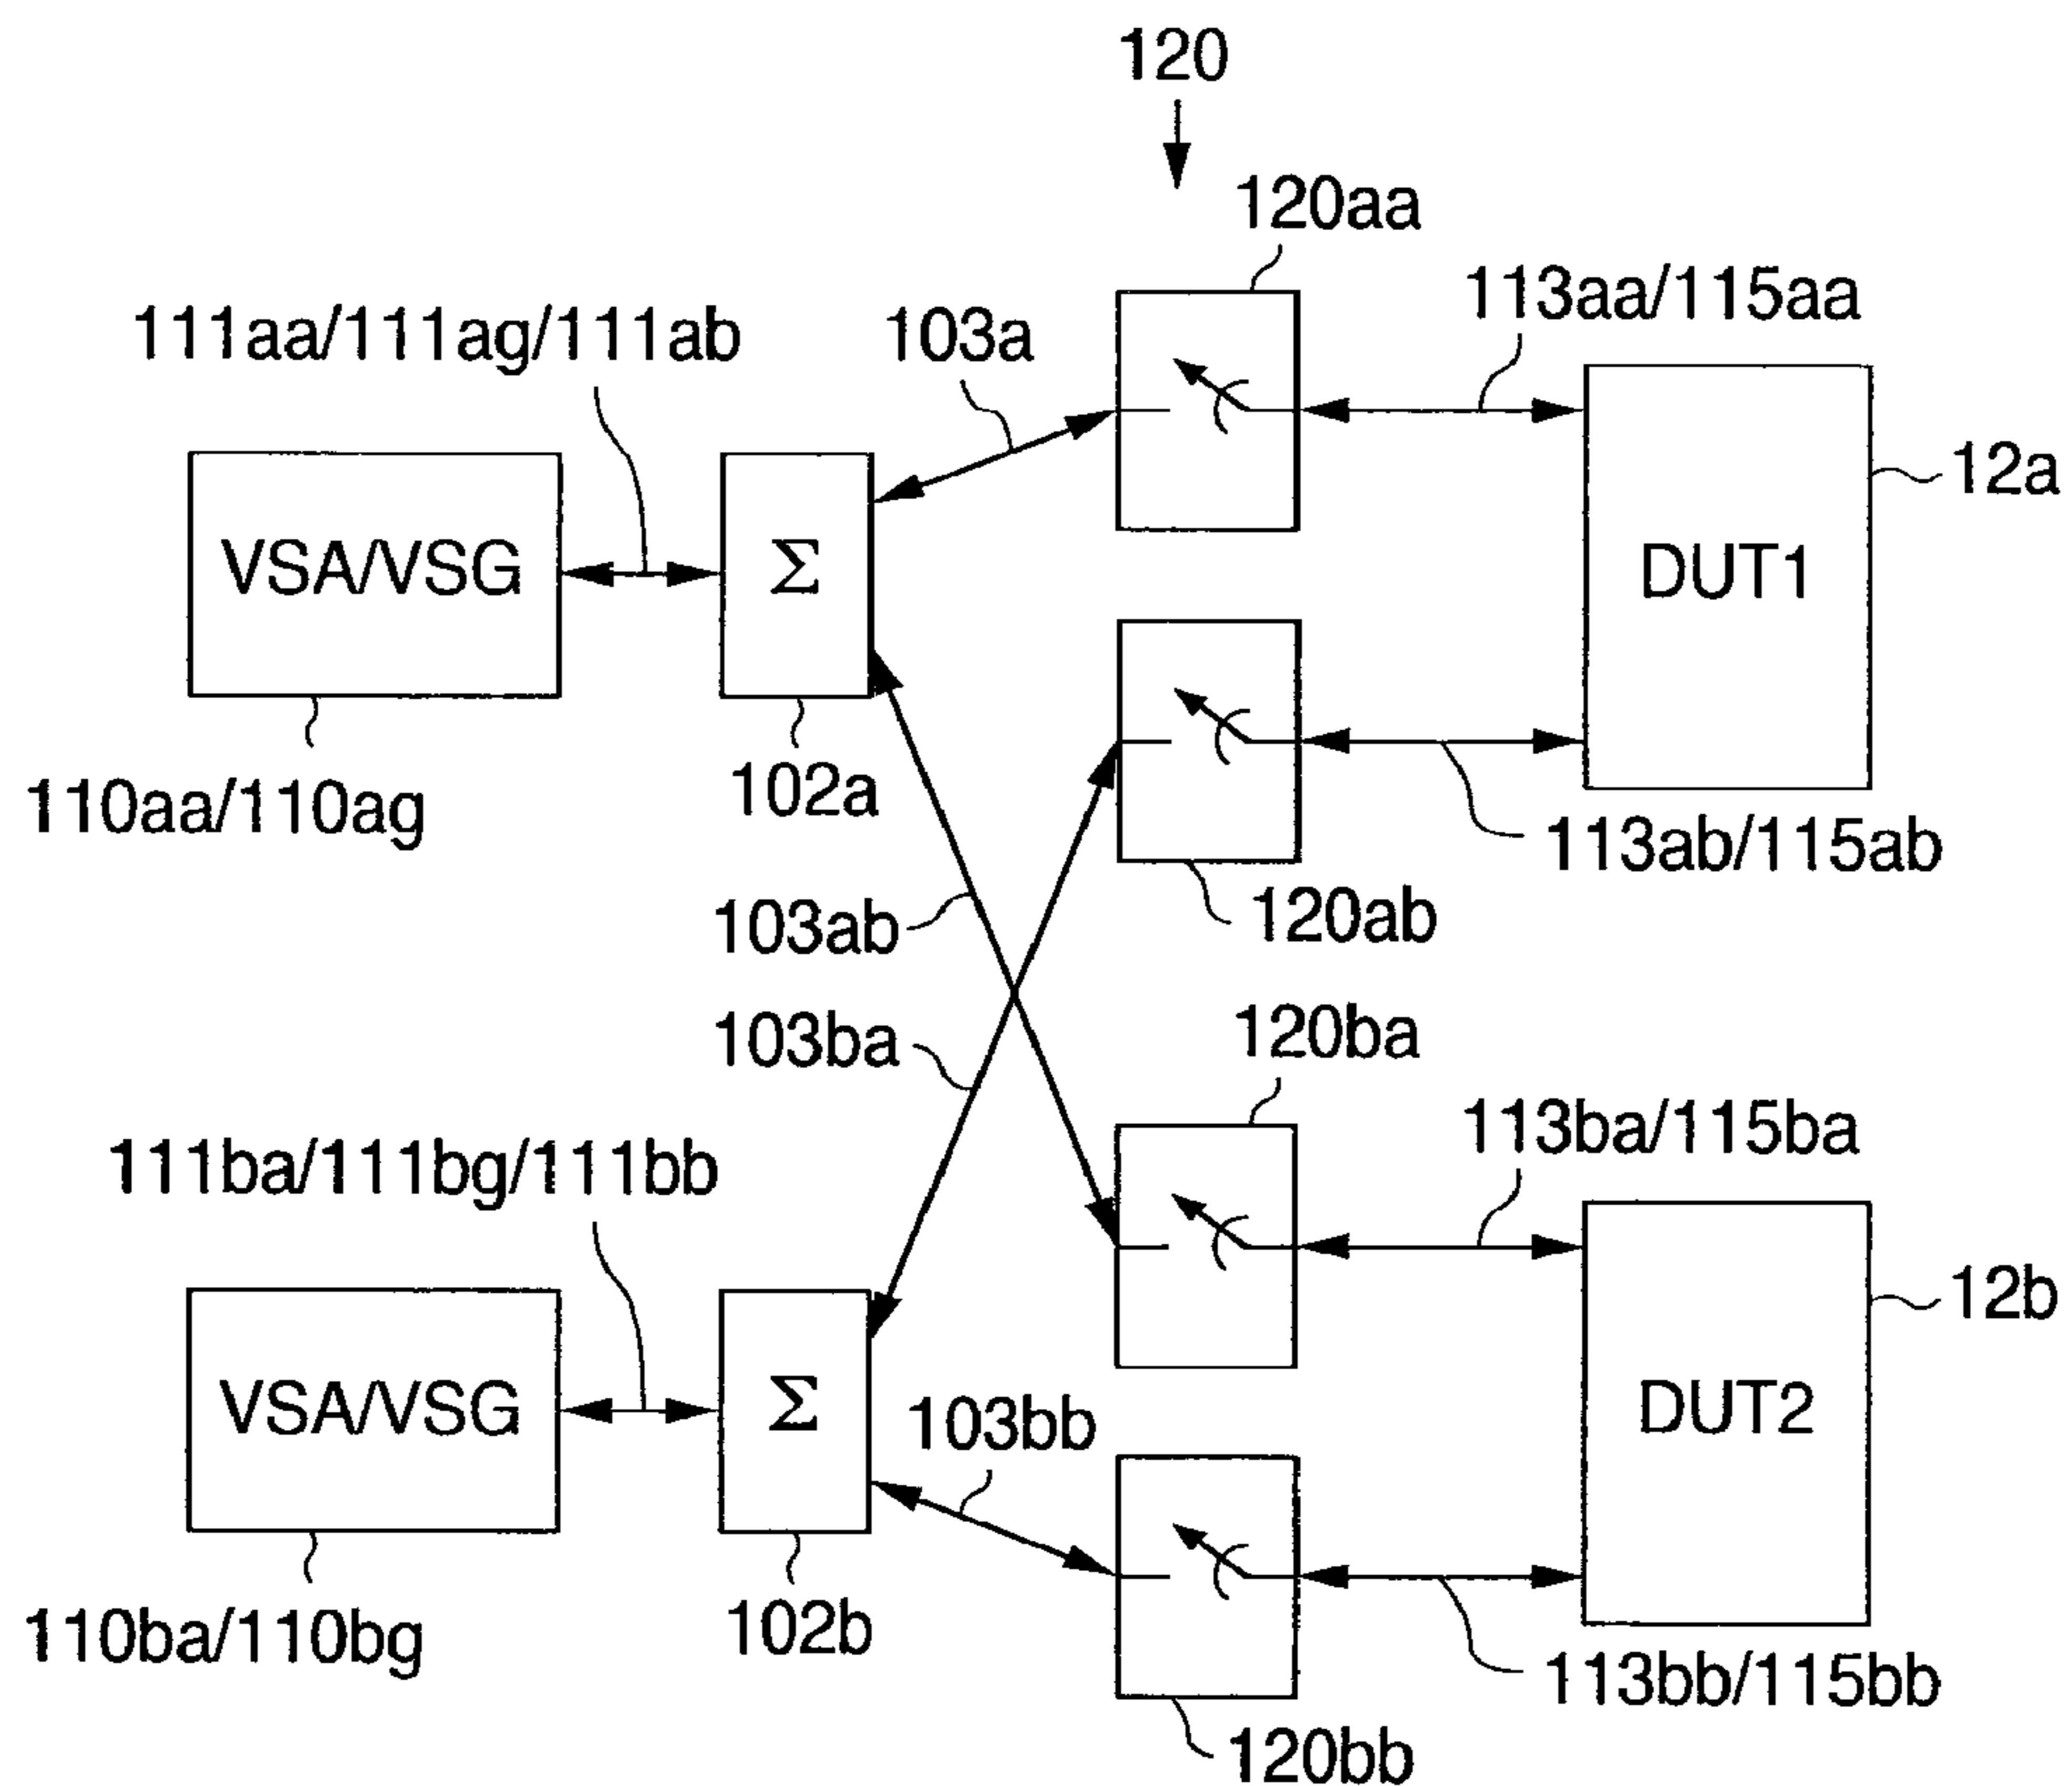 120
120aa
113aa/115aa
111aa/111ag/111ab
103a
12a
VSA/VSG
Σ
DUT1
102a
110aa/110ag
113ab/115ab
103ab
120ab
103ba
120ba
113ba/115ba
111ba/111bg/111bb
12b
VSA/VSG
Σ
DUT2
103bb
102b
110ba/110bg
113bb/115bb
120bb